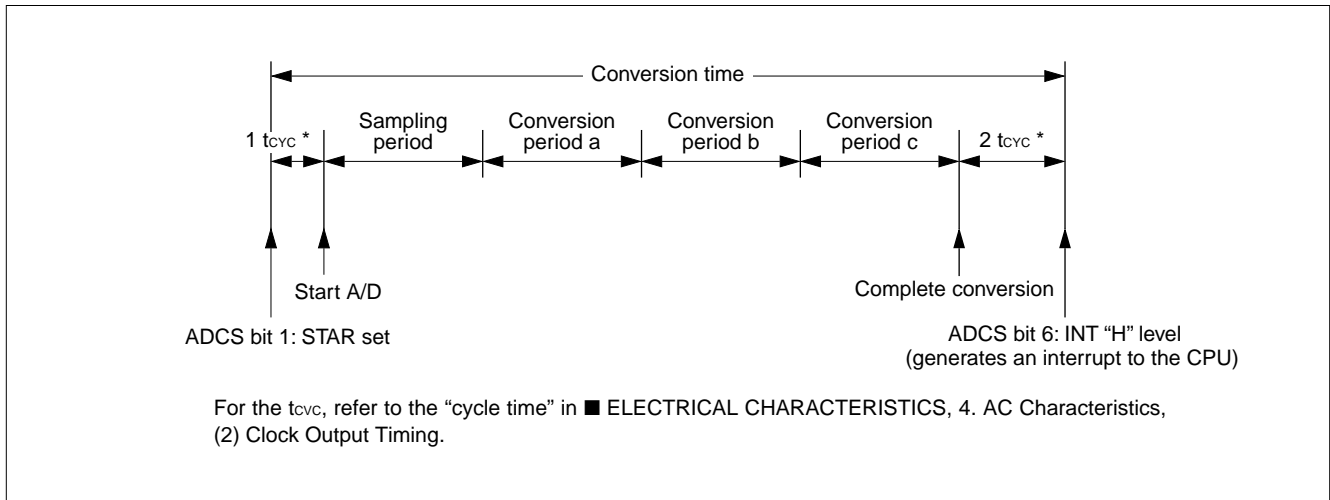 Conversion time
1 tCYC *
Sampling
period
Conversion
period a
Conversion
period b
Conversion
period c
2 tCYC *
Start A/D
Complete conversion
ADCS bit 1: STAR set
ADCS bit 6: INT “H” level
(generates an interrupt to the CPU)
For the tCVC, refer to the “cycle time” in ■ ELECTRICAL CHARACTERISTICS, 4. AC Characteristics,
(2) Clock Output Timing.